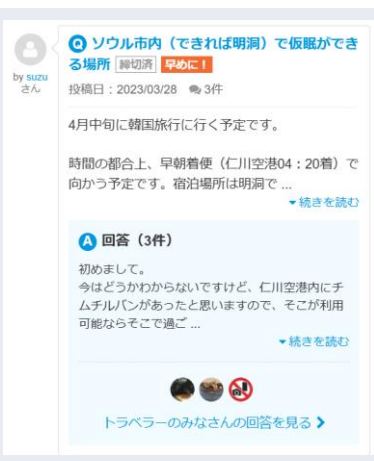 Q ソウル市内（できれば明洞）で仮眠ができ
る場所 締切済 早めに！
by suzu
さん
投稿日：2023/03/28 3件
4月中旬に韓国旅行に行く予定です。
時間の都合上、早朝着便（仁川空港04：20着）で
向かう予定です。宿泊場所は明洞で ...
▼続きを読む
A 回答（3件）
初めまして。
今はどうかわからないですけど、仁川空港内にチ
ムチルバンがあったと思いますので、そこが利用
可能ならそこで過ご ...
▼続きを読む
トラベラーのみなさんの回答を見る